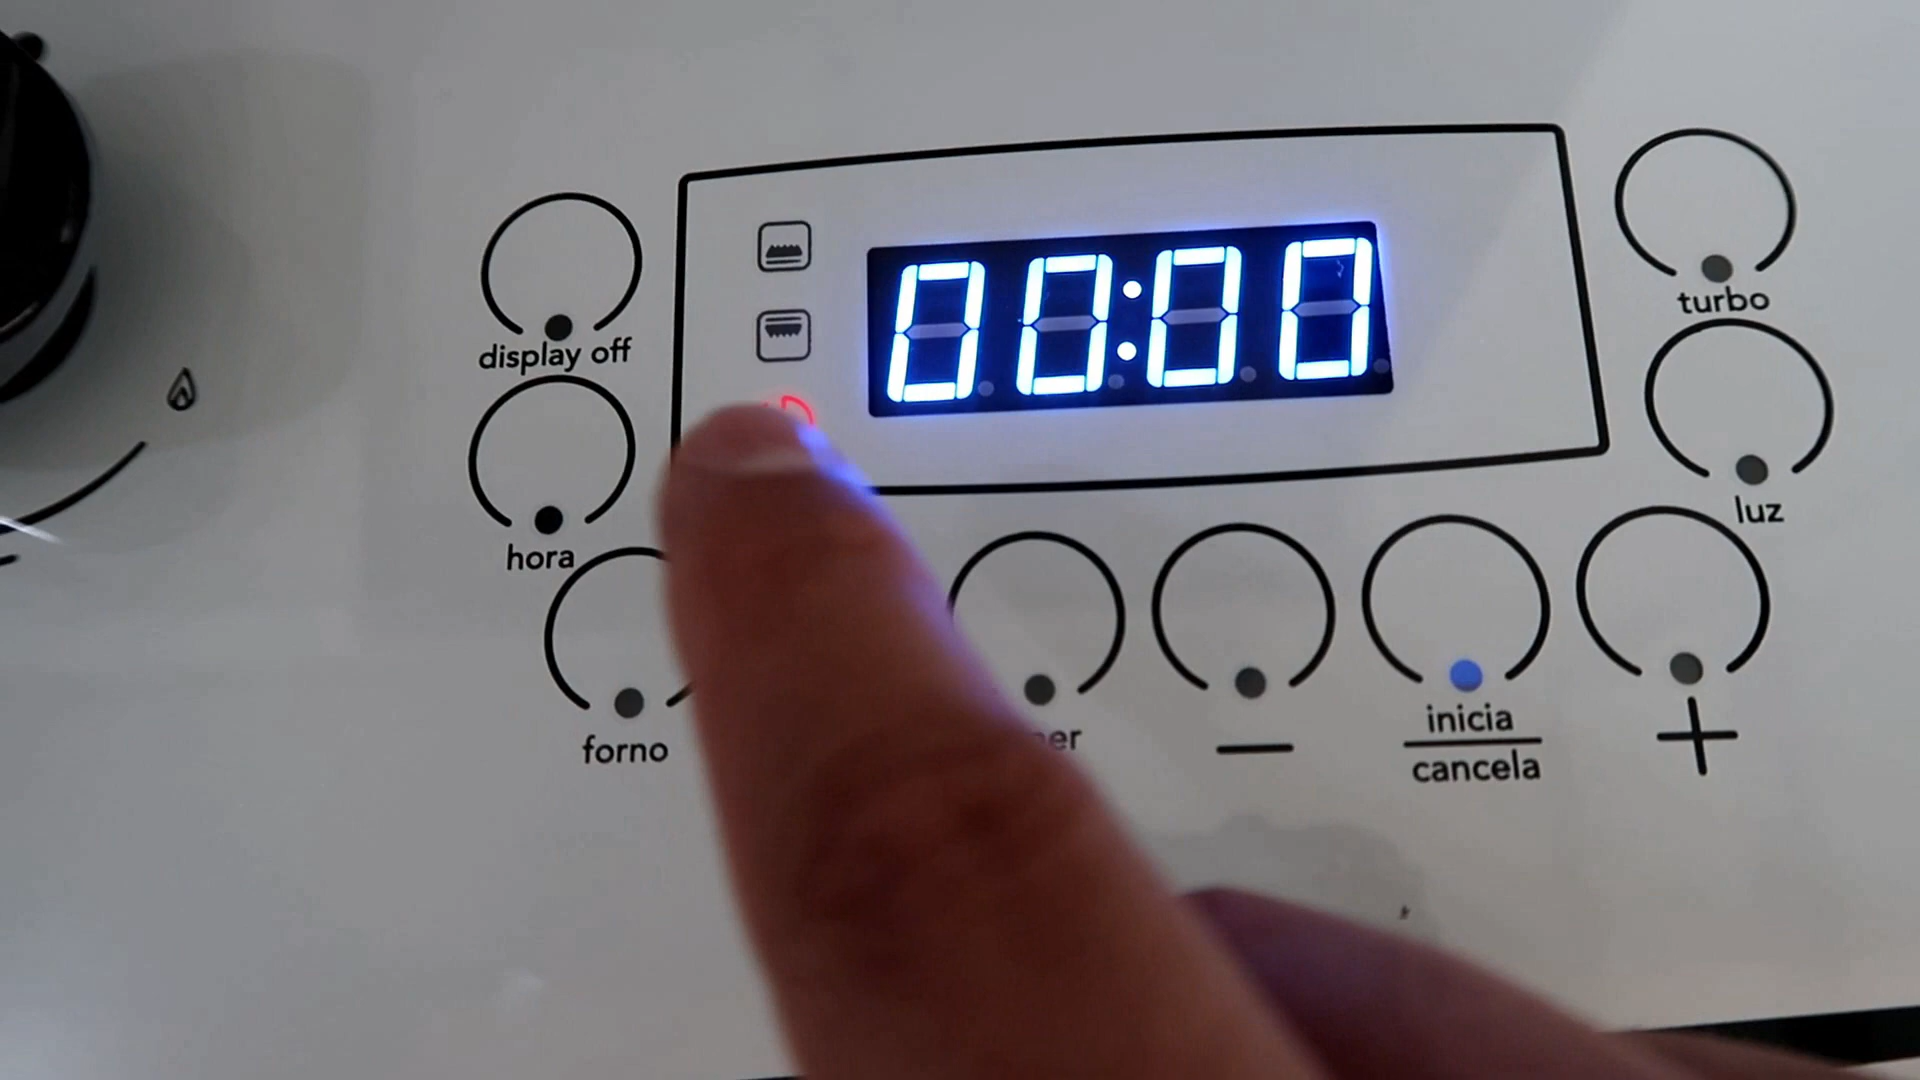 00:00
turbo
display off
luz
hora
forno
inicia
cancela